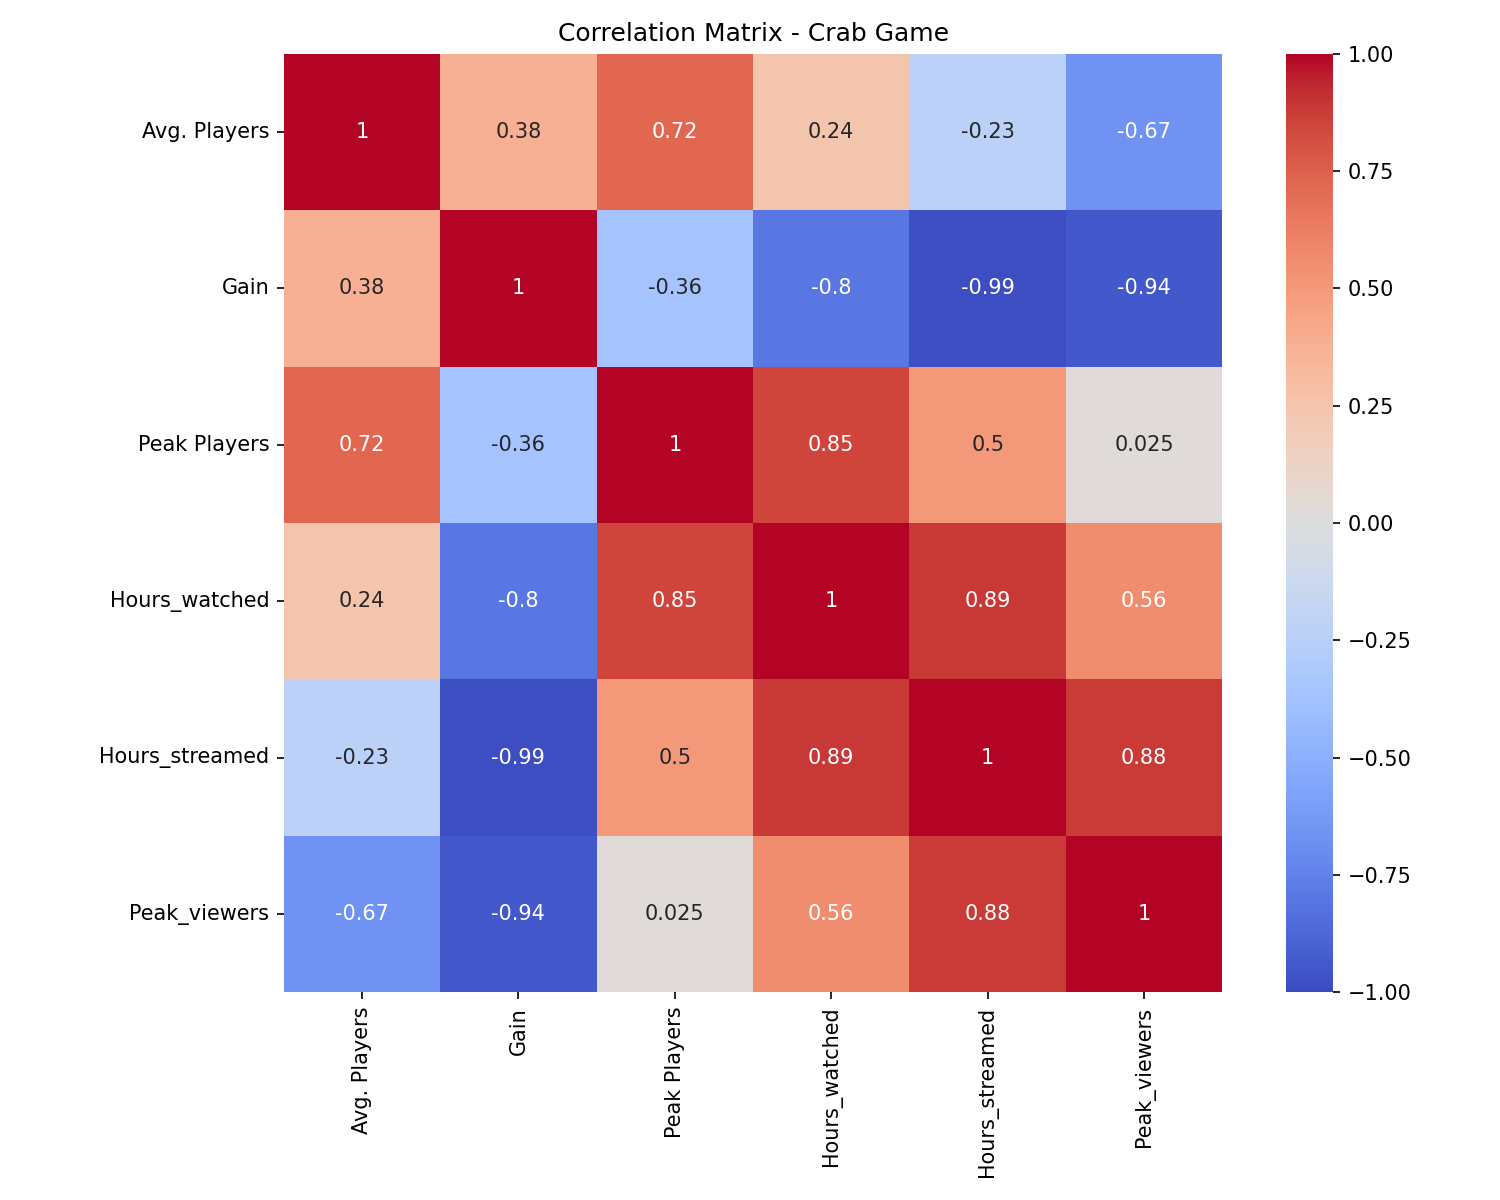 Correlation Matrix - Crab Game
Avg. Players 1 0.38 0.72 0.24 -0.23 -0.67
Gain 0.38 1 -0.36 -0.8 -0.99 -0.94
Peak Players 0.72 -0.36 1 0.85 0.5 0.025
Hours_watched 0.24 -0.8 0.85 1 0.89 0.56
Hours_streamed -0.23 -0.99 0.5 0.89 1 0.88
Peak_viewers -0.67 -0.94 0.025 0.56 0.88 1
Avg. Players
Gain
Peak Players
Hours_watched
Hours_streamed
Peak_viewers
1.00
0.75
0.50
0.25
0.00
−0.25
−0.50
−0.75
−1.00